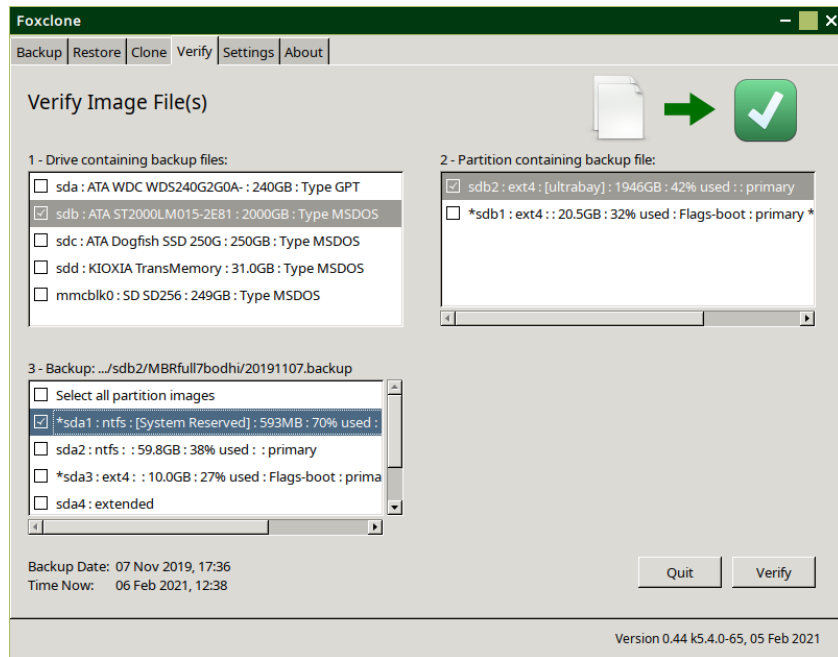 Foxclone
Backup Restore Clone Verify Settings About
Verify Image File(s)
1 - Drive containing backup files:
sda : ATA WDC WDS240G2G0A- : 240GB : Type GPT
sdb : ATA ST2000LM015-2E81 : 2000GB : Type MSDOS
sdc : ATA Dogfish SSD 250G : 250GB : Type MSDOS
sdd : KIOXIA TransMemory : 31.0GB : Type MSDOS
mmcblk0 : SD SD256 : 249GB : Type MSDOS
2 - Partition containing backup file:
sdb2 : ext4 : [ultrabay] : 1946GB : 42% used : : primary
*sdb1 : ext4 : : 20.5GB : 32% used : Flags-boot : primary *
3 - Backup: .../sdb2/MBRfull7bodhi/20191107.backup
Select all partition images
*sda1 : ntfs : [System Reserved] : 593MB : 70% used :
sda2 : ntfs : : 59.8GB : 38% used : : primary
*sda3 : ext4 : : 10.0GB : 27% used : Flags-boot : prima
sda4 : extended
Backup Date: 07 Nov 2019, 17:36
Time Now: 06 Feb 2021, 12:38
Quit Verify
Version 0.44 k5.4.0-65, 05 Feb 2021